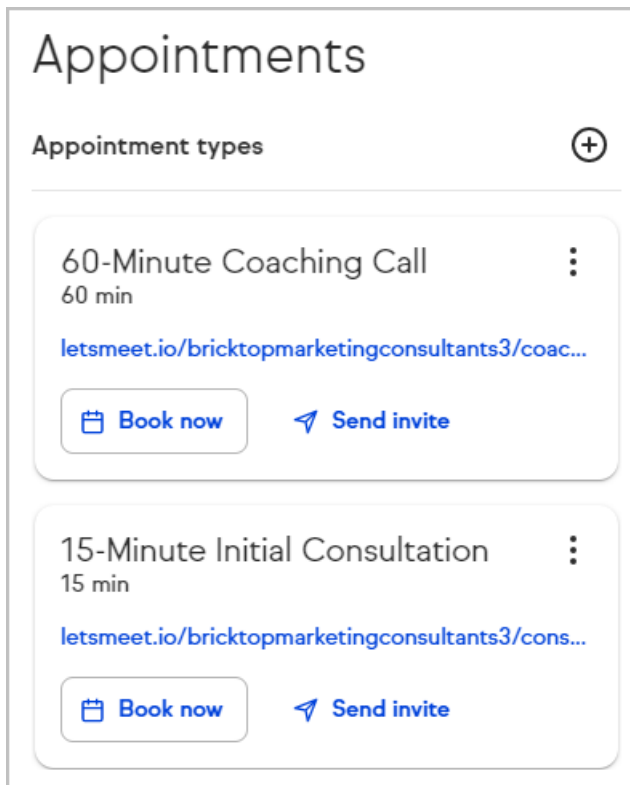 Appointments
Appointment types
60-Minute Coaching Call
60 min
letsmeet.io/bricktopmarketingconsultants3/coac...
Book now Send invite
15-Minute Initial Consultation
15 min
letsmeet.io/bricktopmarketingconsultants3/cons...
Book now Send invite